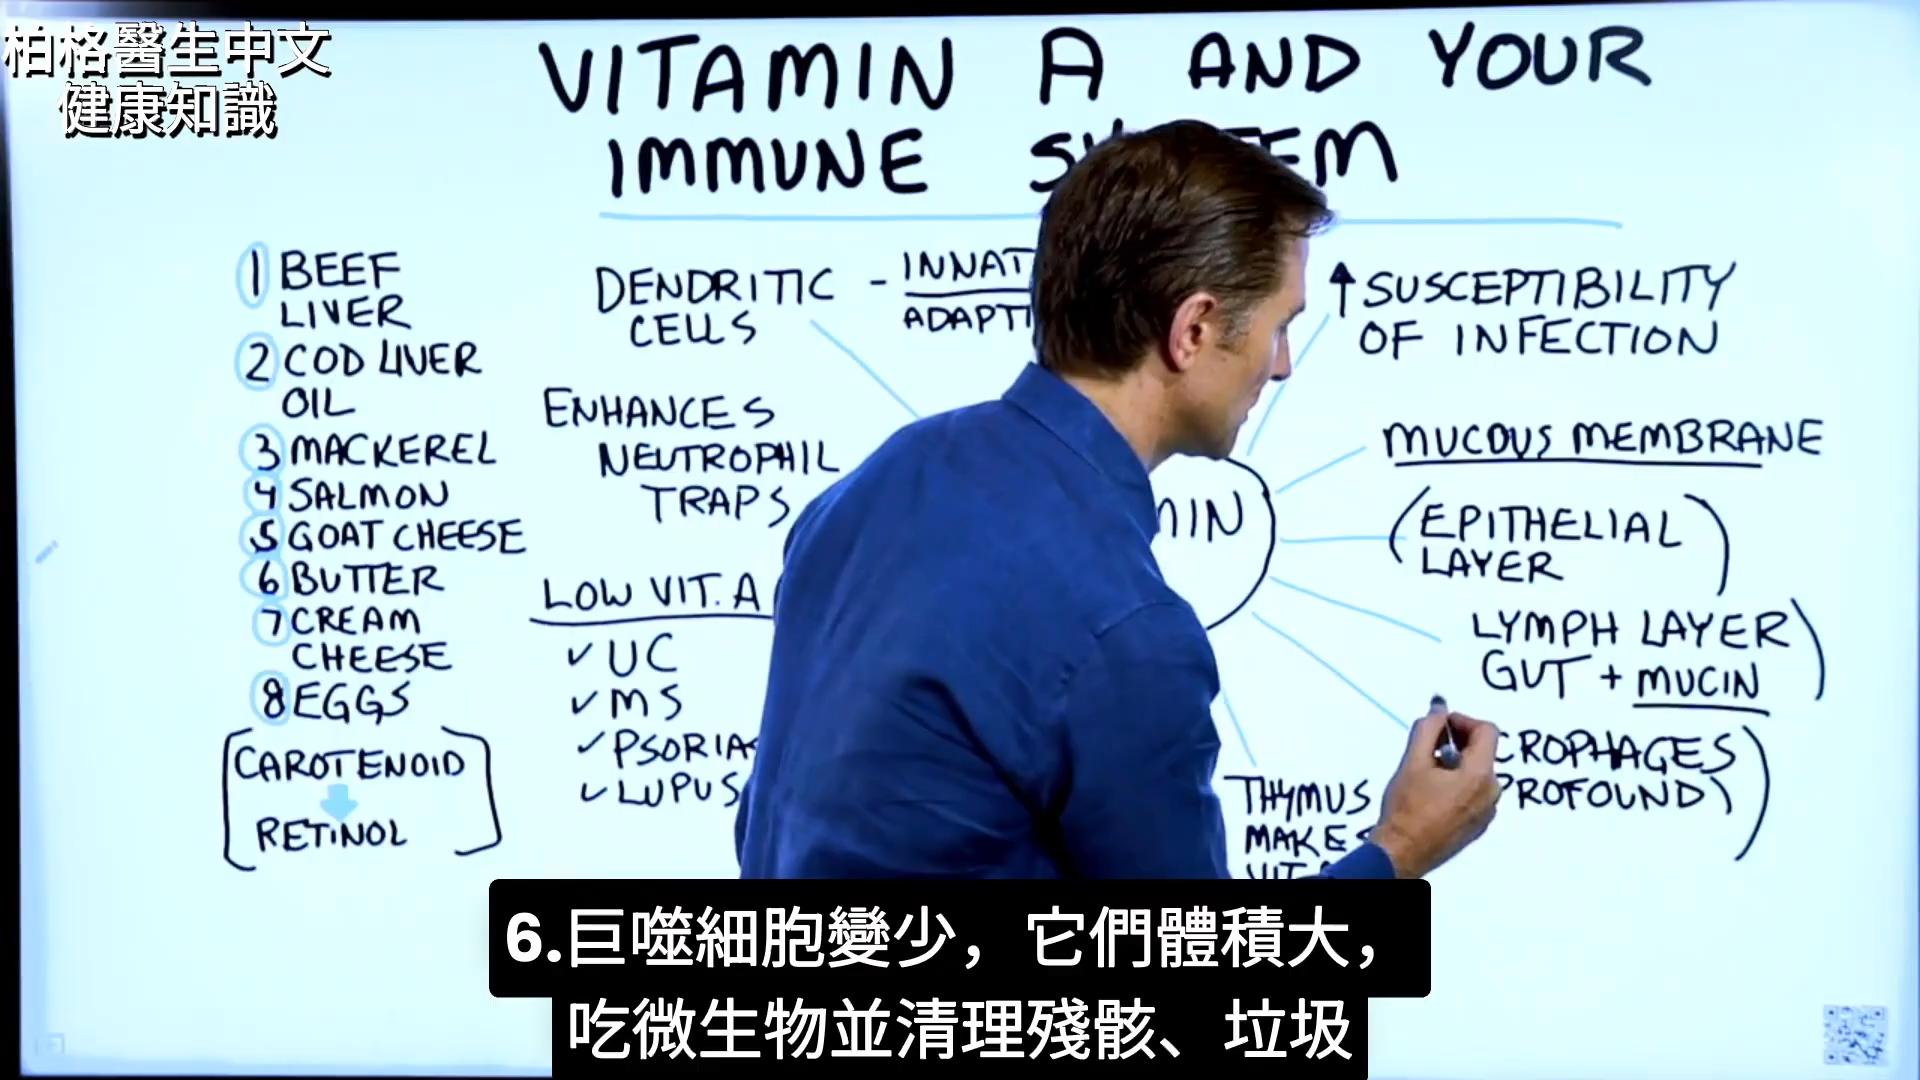 柏格醫生中文
健康知識
VITAMIN A AND YOUR
IMMUNE
1 BEEF
LIVER
2 COD LIVER
OIL
3 MACKEREL
4 SALMON
5 GOAT CHEESE
6 BUTTER
7 CREAM
CHEESE
8 EGGS
CAROTENOID
RETINOL
DENDRITIC
CELLS
ENHANCES
NEUTROPHIL
TRAPS
LOW VIT. A
✓ UC
✓ MS
✓ LUPUS
↑ SUSCEPTIBILITY
OF INFECTION
MUCOUS MEMBRANE
(EPITHELIAL
LAYER)
LYMPH LAYER
GUT + MUCIN
THYMUS
6.巨噬細胞變少，它們體積大，
吃微生物並清理殘骸、垃圾